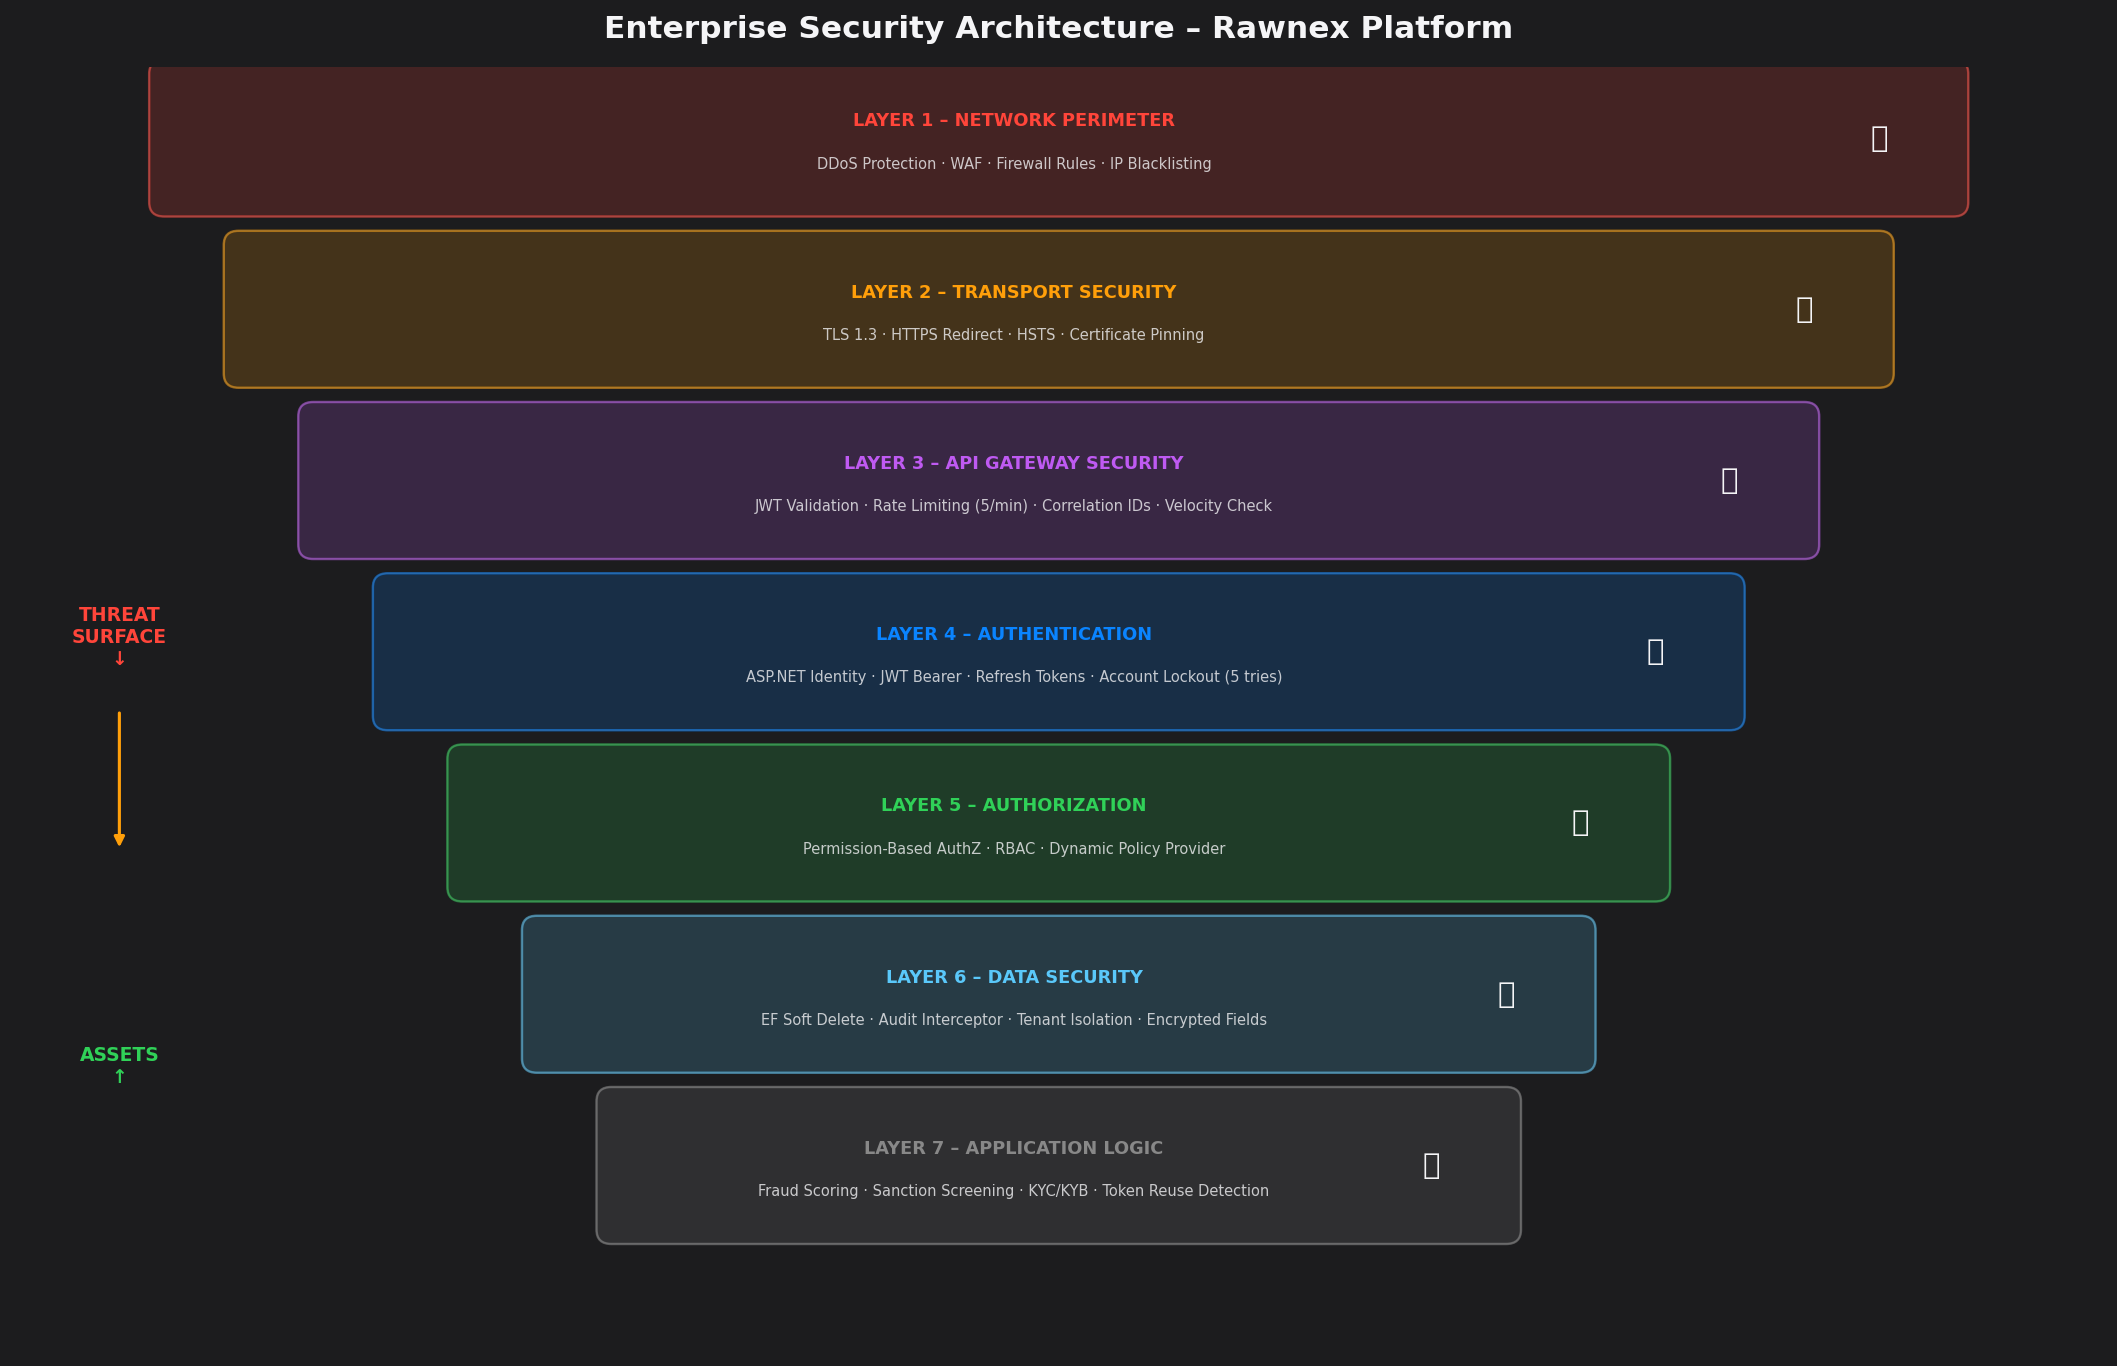 Enterprise Security Architecture – Rawnex Platform
LAYER 1 – NETWORK PERIMETER
DDoS Protection · WAF · Firewall Rules · IP Blacklisting
LAYER 2 – TRANSPORT SECURITY
TLS 1.3 · HTTPS Redirect · HSTS · Certificate Pinning
LAYER 3 – API GATEWAY SECURITY
JWT Validation · Rate Limiting (5/min) · Correlation IDs · Velocity Check
THREAT
SURFACE
↓
LAYER 4 – AUTHENTICATION
ASP.NET Identity · JWT Bearer · Refresh Tokens · Account Lockout (5 tries)
LAYER 5 – AUTHORIZATION
Permission-Based AuthZ · RBAC · Dynamic Policy Provider
LAYER 6 – DATA SECURITY
EF Soft Delete · Audit Interceptor · Tenant Isolation · Encrypted Fields
ASSETS
↑
LAYER 7 – APPLICATION LOGIC
Fraud Scoring · Sanction Screening · KYC/KYB · Token Reuse Detection